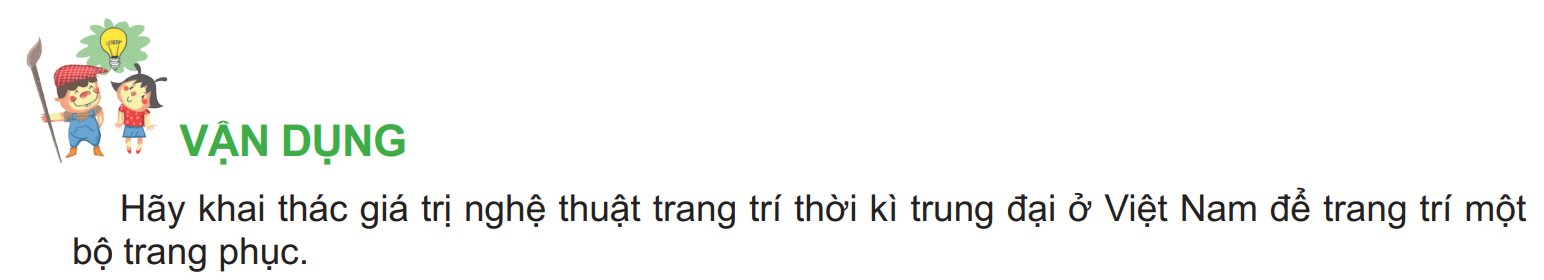 VẬN DỤNG
Hãy khai thác giá trị nghệ thuật trang trí thời kì trung đại ở Việt Nam để trang trí một
bộ trang phục.